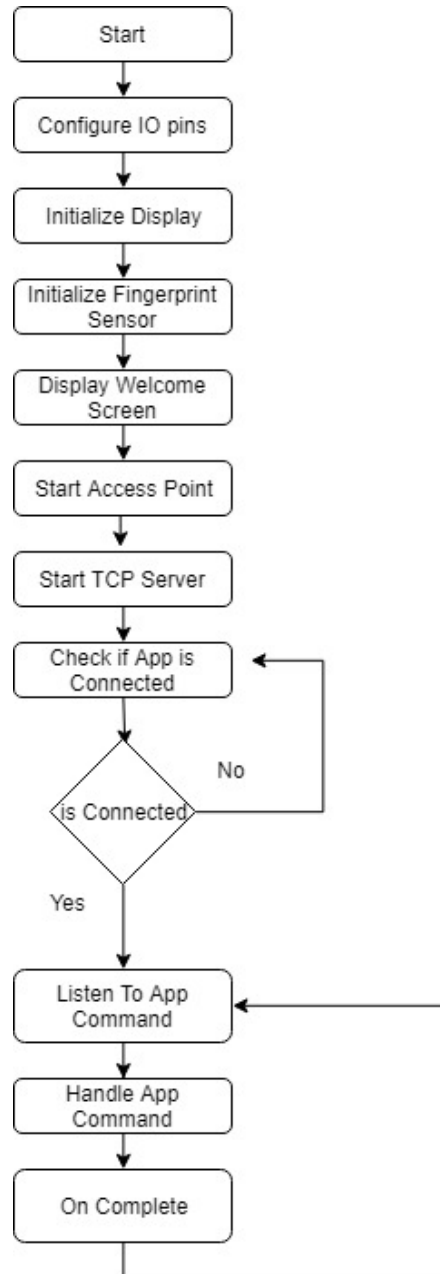 Start
Configure IO pins
Initialize Display
Initialize Fingerprint
Sensor
Display Welcome
Screen
Start Access Point
Start TCP Server
Check if App is
Connected
No
is Connected
Yes
Listen To App
Command
Handle App
Command
On Complete